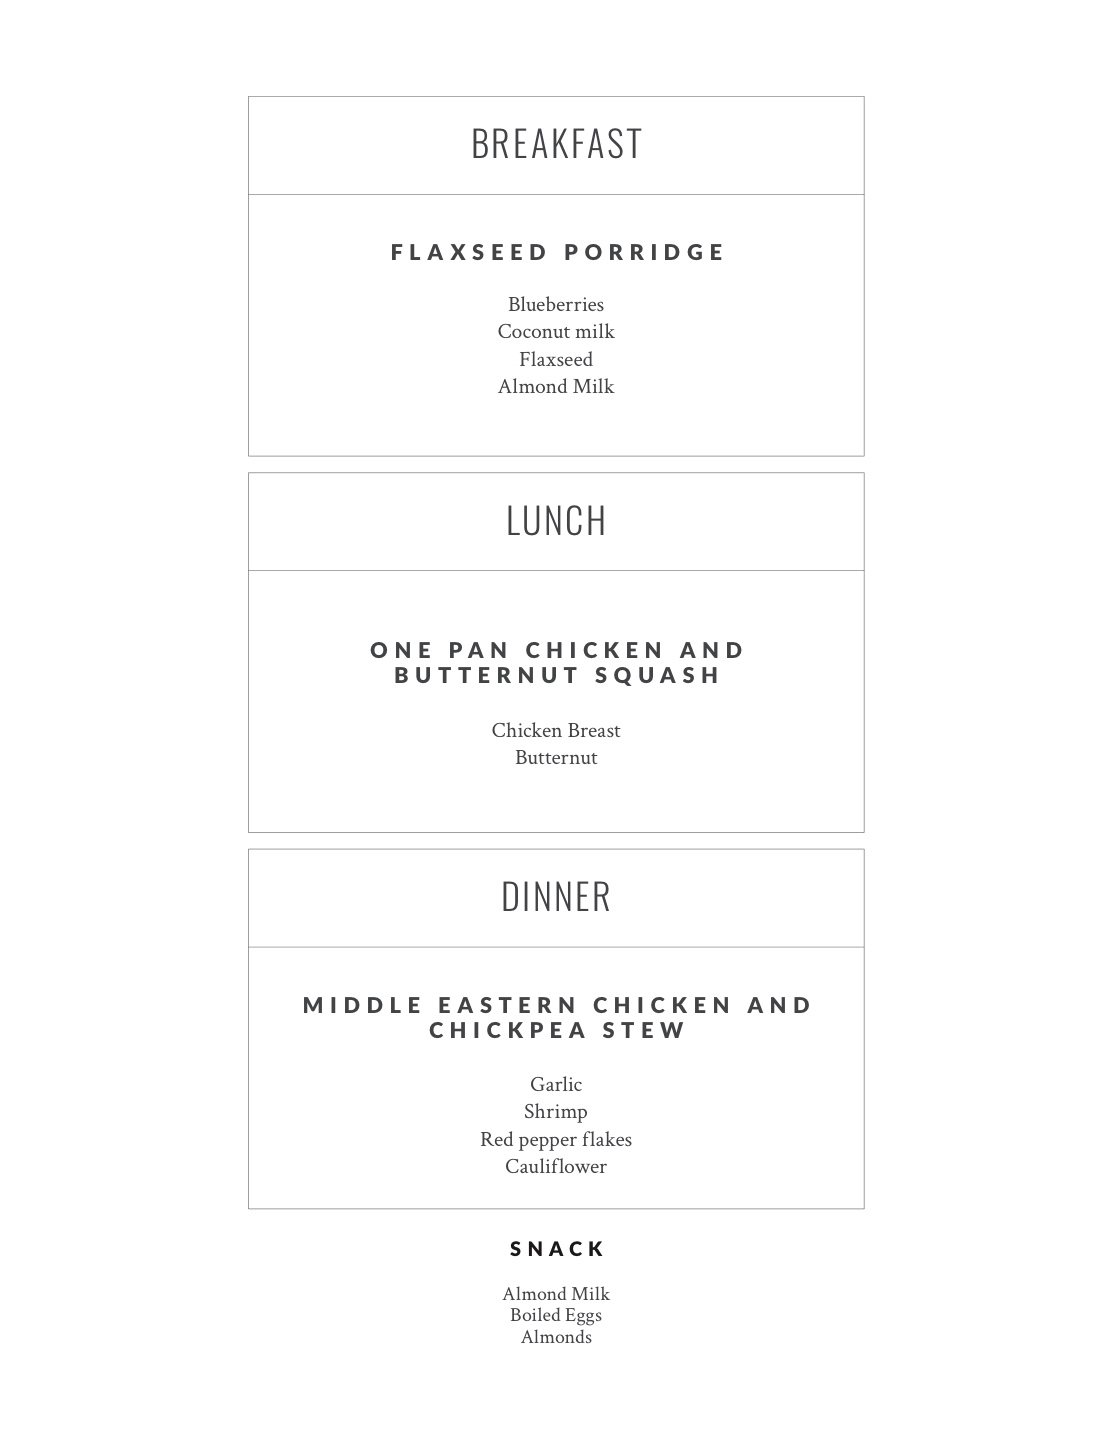 BREAKFAST
FLAXSEED PORRIDGE
Blueberries
Coconut milk
Flaxseed
Almond Milk
LUNCH
ONE PAN CHICKEN AND
BUTTERNUT SQUASH
Chicken Breast
Butternut
DINNER
MIDDLE EASTERN CHICKEN AND
CHICKPEA STEW
Garlic
Shrimp
Red pepper flakes
Cauliflower
SNACK
Almond Milk
Boiled Eggs
Almonds